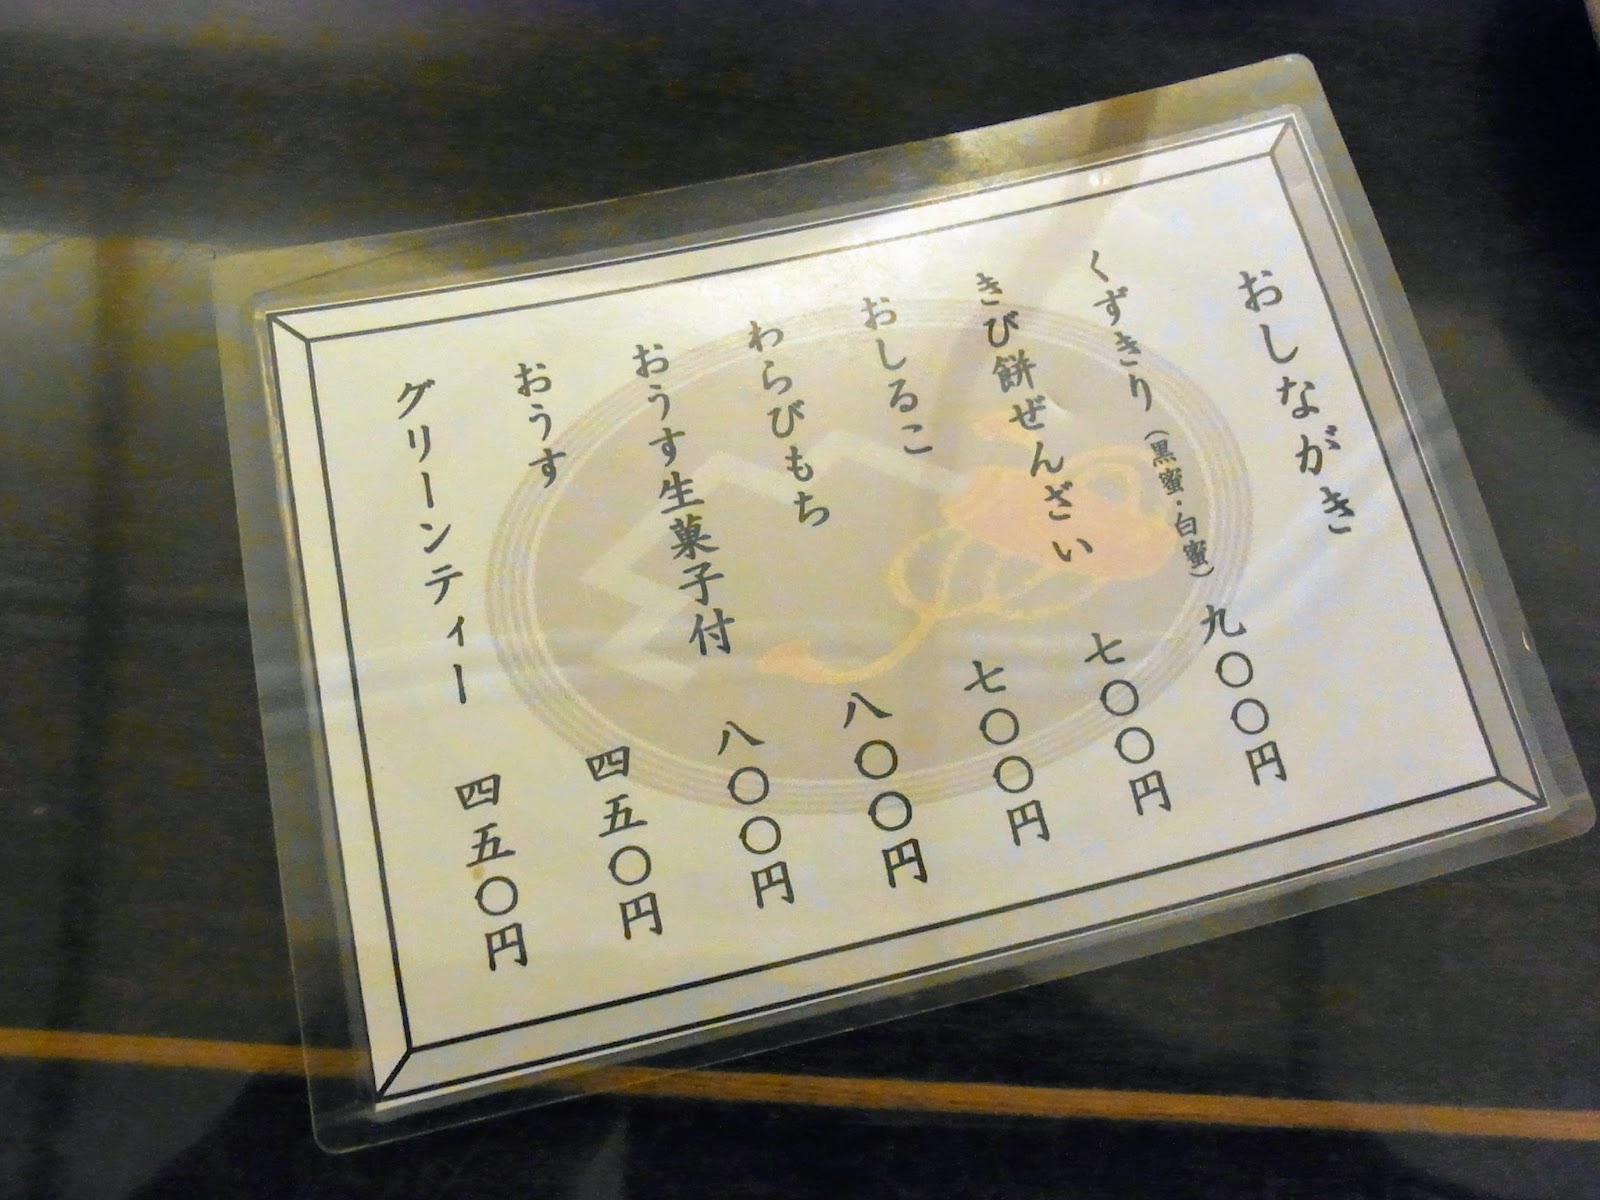 おしながき
くずきり（黒蜜・白蜜） 九〇〇円
きび餅ぜんざい 七〇〇円
おしるこ 七〇〇円
わらびもち 八〇〇円
おうす生菓子付 八〇〇円
おうす 四五〇円
グリーンティー 四五〇円